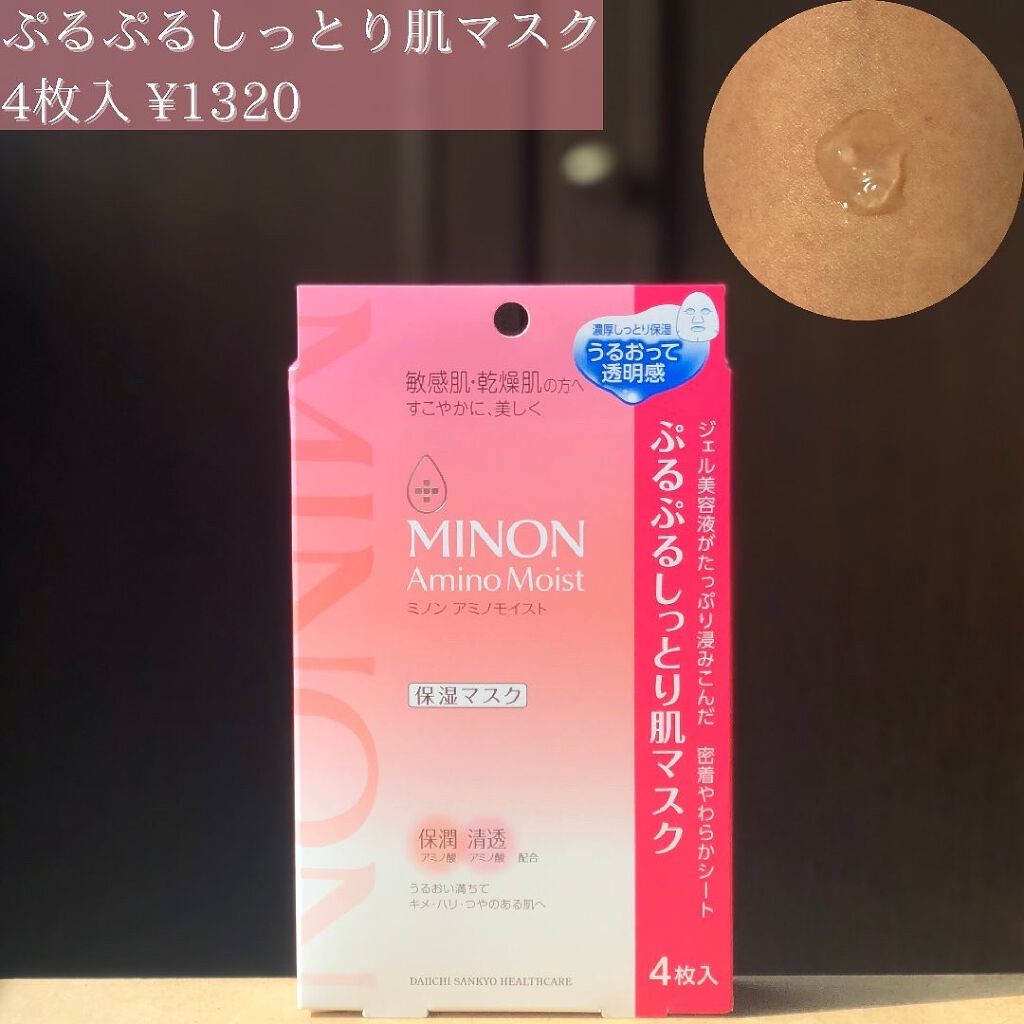 ぷるぷるしっとり肌マスク
4枚入 ¥1320
濃厚しっとり保湿
うるおって
透明感
敏感肌・乾燥肌の方へ
すこやかに、美しく
MINON
MINON
Amino Moist
ミノン アミノモイスト
保湿マスク
保潤 清透
アミノ酸 アミノ酸 配合
うるおい満ちて
キメ・ハリ・つやのある肌へ
DAIICHI SANKYO HEALTHCARE
ジェル美容液がたっぷり浸みこんだ 密着やわらかシート
ぷるぷるしっとり肌マスク
4枚入